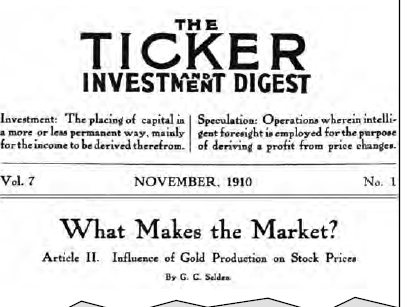 THE
TICKER
INVESTMENT AND DIGEST
Investment: The placing of capital in
a more or less permanent way, mainly
for the income to be derived therefrom.
Speculation: Operations wherein intelli-
gent foresight is employed for the purpose
of deriving a profit from price changes.
Vol. 7 NOVEMBER, 1910 No. 1
What Makes the Market?
Article II. Influence of Gold Production on Stock Prices
By G. C. Selden